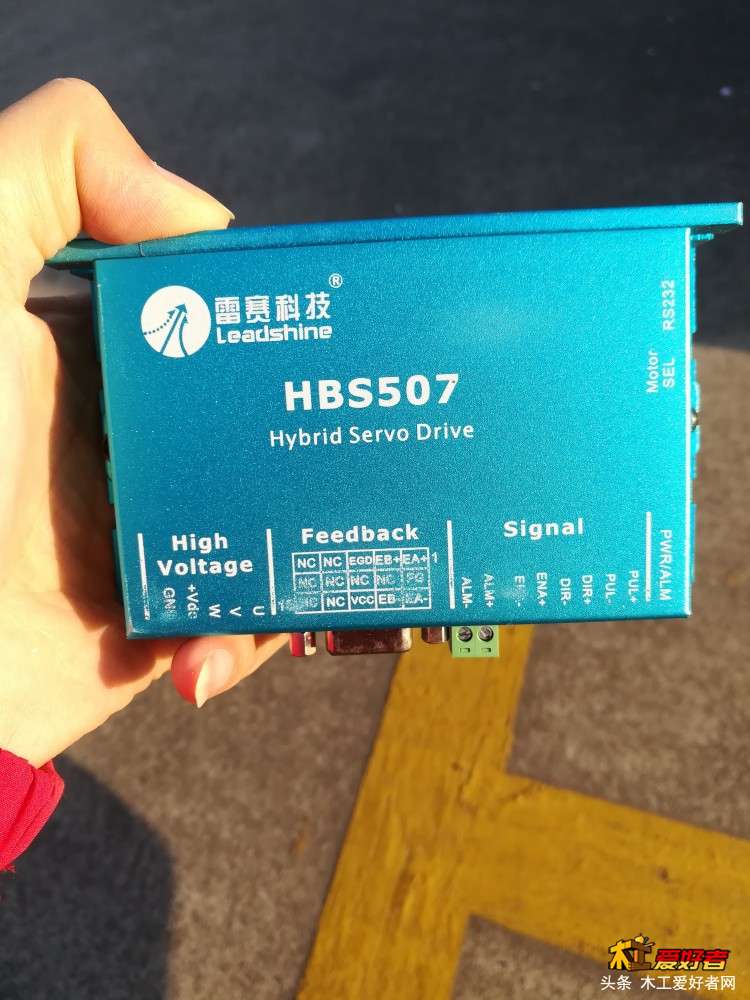 雷赛科技®
Leadshine
HBS507
Hybrid Servo Drive
RS232
Motor
SEL
High
Voltage
GND
+Vdc
W
V
U
Feedback
NC NC EGD EB+ EA+ 1
NC NC NC NC
NC VCC EB- EA-
Signal
ALM-
ALM+
ENA+
DIR-
DIR+
PUL-
PUL+
PWR/ALM
木工爱好者
头条 木工爱好者网